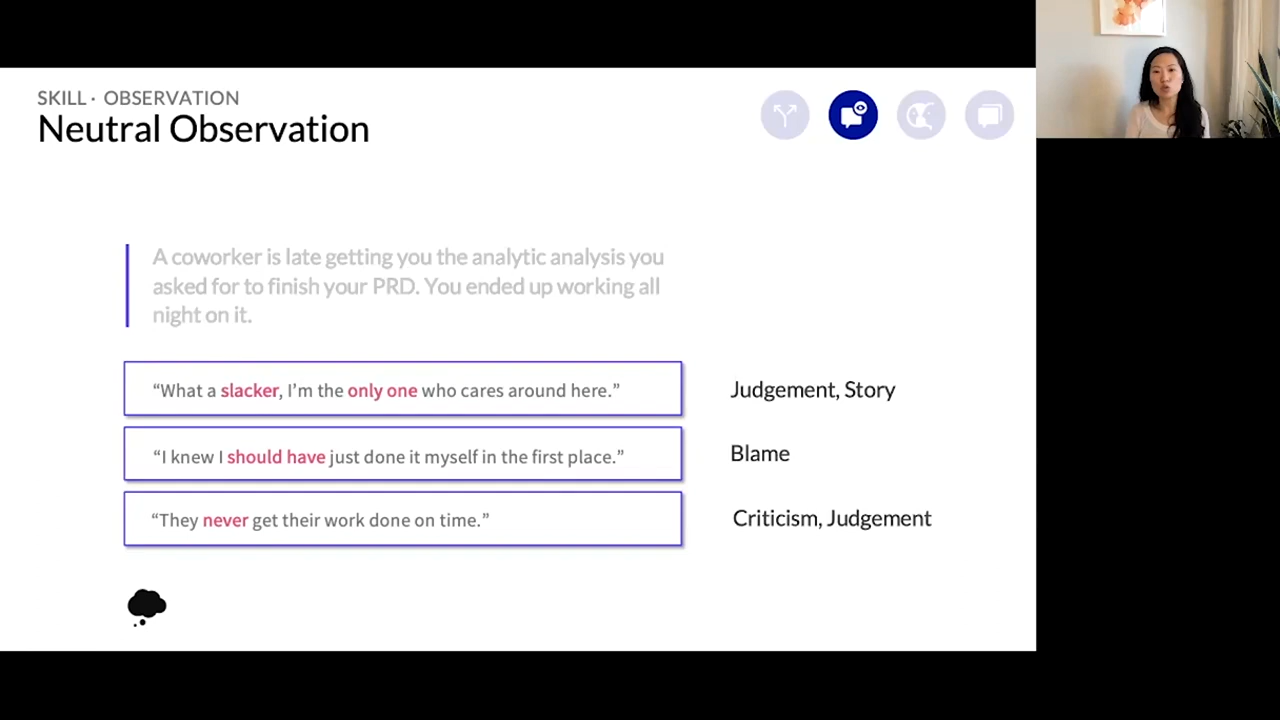 SKILL · OBSERVATION
Neutral Observation
A coworker is late getting you the analytic analysis you
asked for to finish your PRD. You ended up working all
night on it.
“What a slacker, I’m the only one who cares around here.”
Judgement, Story
“I knew I should have just done it myself in the first place.”
Blame
“They never get their work done on time.”
Criticism, Judgement